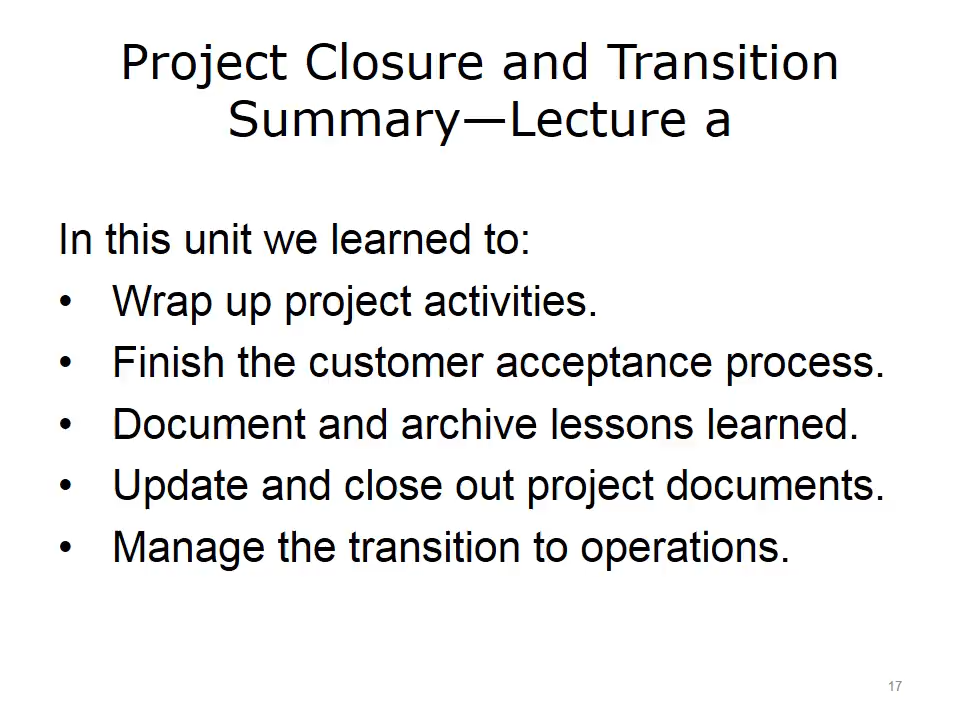 Project Closure and Transition
Summary—Lecture a
In this unit we learned to:
• Wrap up project activities.
• Finish the customer acceptance process.
• Document and archive lessons learned.
• Update and close out project documents.
• Manage the transition to operations.
17